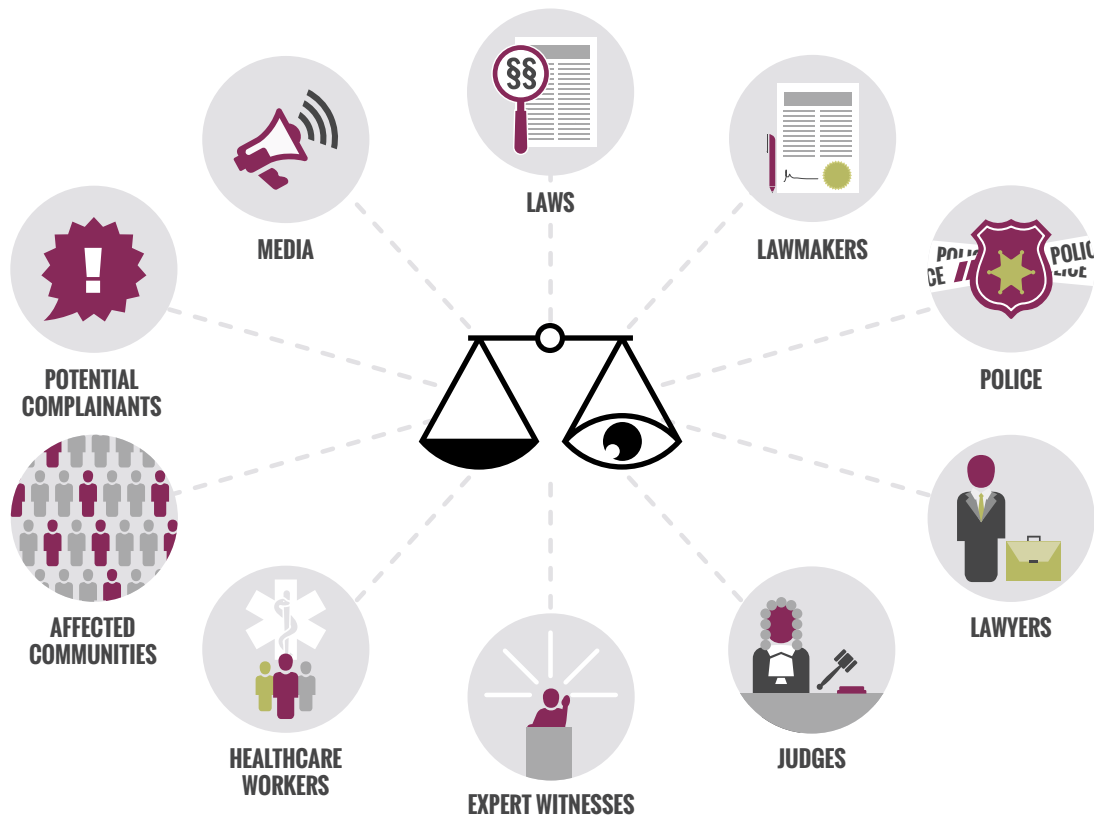 §§
LAWS
MEDIA
LAWMAKERS
POLICE
POTENTIAL
COMPLAINANTS
AFFECTED
COMMUNITIES
LAWYERS
HEALTHCARE
WORKERS
JUDGES
EXPERT WITNESSES